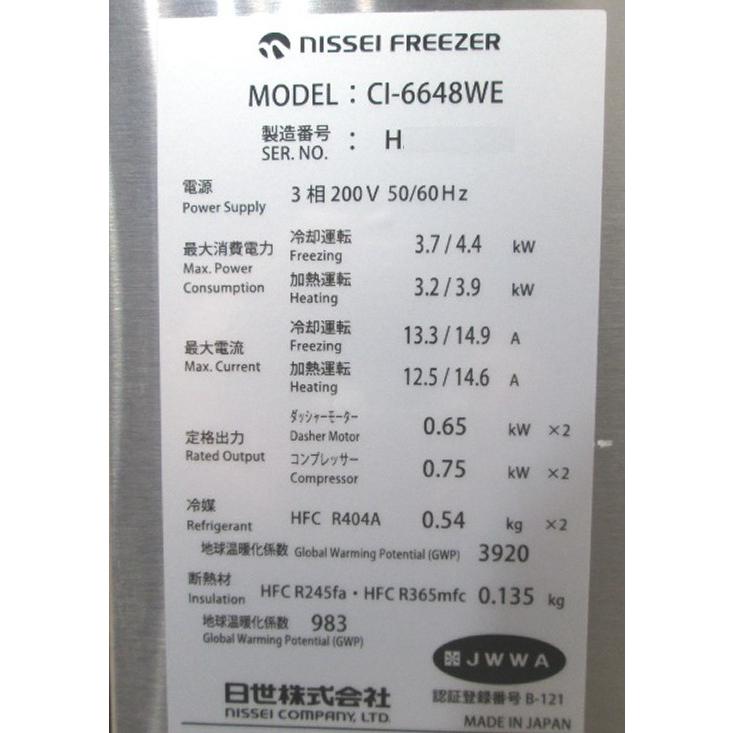 NISSEI FREEZER
MODEL : CI-6648WE
製造番号
SER. NO. : H
電源
Power Supply 3相200V 50/60Hz
最大消費電力
Max. Power
Consumption
冷却運転
Freezing 3.7/4.4 kW
加熱運転
Heating 3.2/3.9 kW
最大電流
Max. Current
冷却運転
Freezing 13.3/14.9 A
加熱運転
Heating 12.5/14.6 A
定格出力
Rated Output
ダッシャーモーター
Dasher Motor 0.65 kW ×2
コンプレッサー
Compressor 0.75 kW ×2
冷媒
Refrigerant HFC R404A 0.54 kg ×2
地球温暖化係数 Global Warming Potential (GWP) 3920
断熱材
Insulation HFC R245fa・HFC R365mfc 0.135 kg
地球温暖化係数 983
Global Warming Potential (GWP)
JWWA
日世株式会社
NISSEI COMPANY, LTD.
認証登録番号 B-121
MADE IN JAPAN